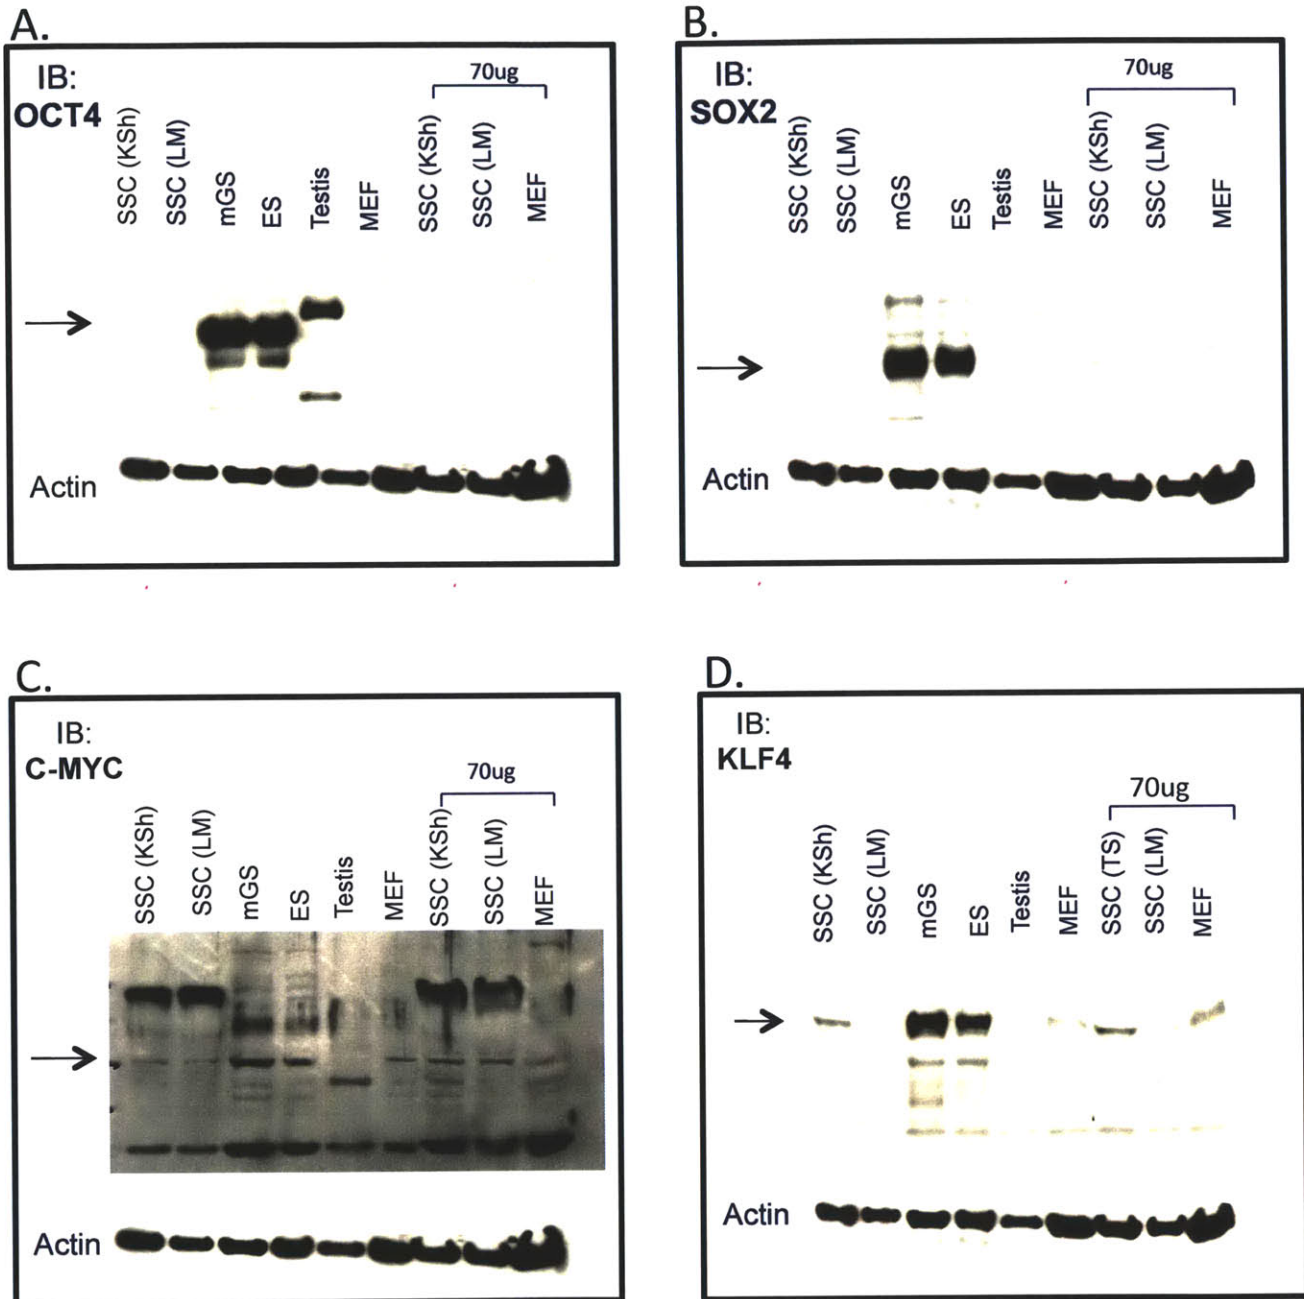 A.
IB:
OCT4
70ug
SSC (KSh)
SSC (LM)
mGS
ES
Testis
MEF
SSC (KSh)
SSC (LM)
MEF
Actin
B.
IB:
SOX2
70ug
SSC (KSh)
SSC (LM)
mGS
ES
Testis
MEF
SSC (KSh)
SSC (LM)
MEF
Actin
C.
IB:
C-MYC
70ug
SSC (KSh)
SSC (LM)
mGS
ES
Testis
MEF
SSC (KSh)
SSC (LM)
MEF
Actin
D.
IB:
KLF4
70ug
SSC (KSh)
SSC (LM)
mGS
ES
Testis
MEF
SSC (TS)
SSC (LM)
MEF
Actin